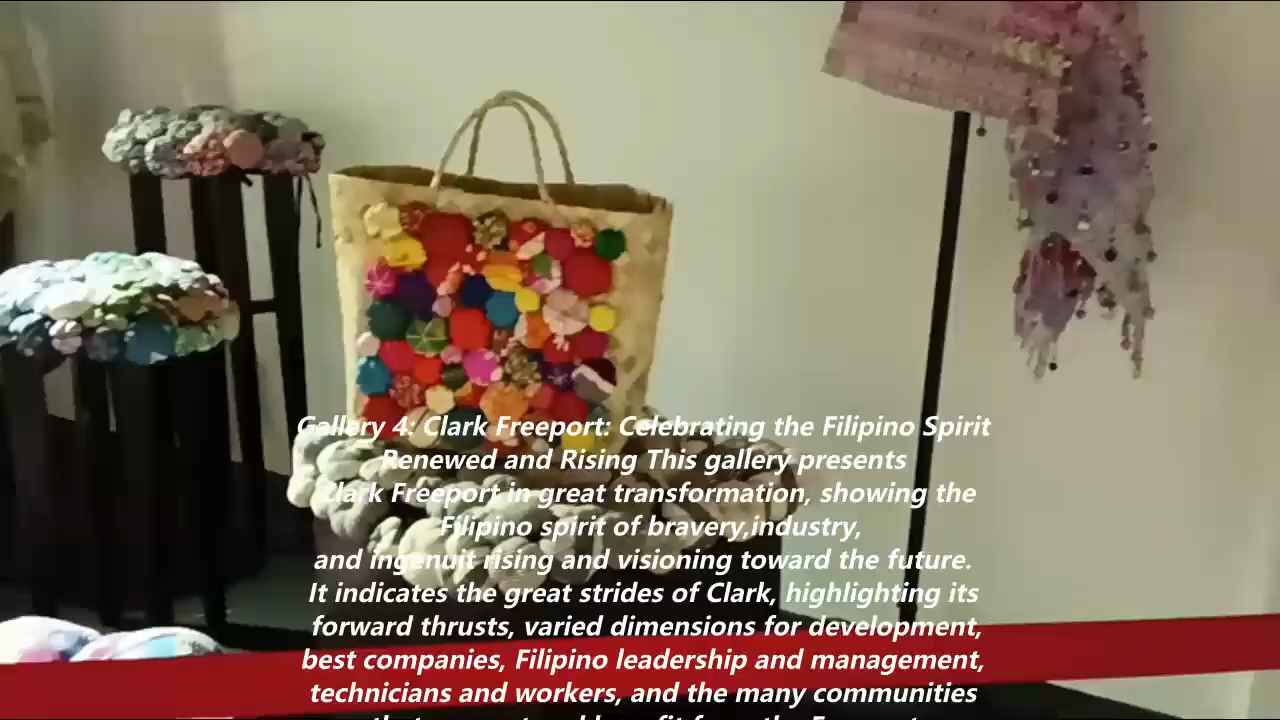 Gallery 4: Clark Freeport: Celebrating the Filipino Spirit
Renewed and Rising This gallery presents
Clark Freeport in great transformation, showing the
Filipino spirit of bravery,industry,
and ingenuit rising and visioning toward the future.
It indicates the great strides of Clark, highlighting its
forward thrusts, varied dimensions for development,
best companies, Filipino leadership and management,
technicians and workers, and the many communities